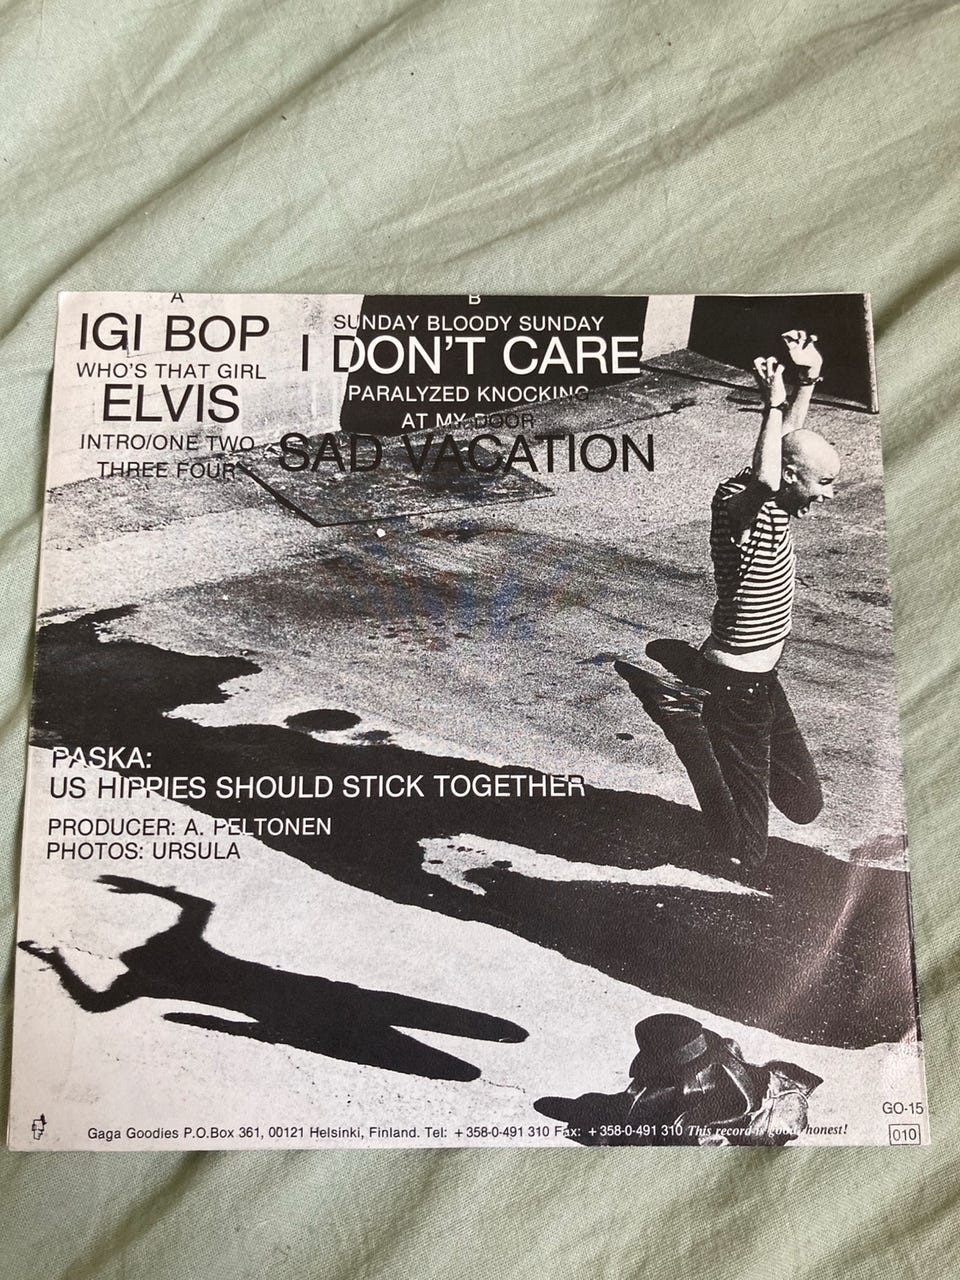 A
IGI BOP
WHO'S THAT GIRL
ELVIS
INTRO/ONE TWO
THREE FOUR
B
SUNDAY BLOODY SUNDAY
I DON'T CARE
PARALYZED KNOCKING
AT MY DOOR
SAD VACATION
PASKA:
US HIPPIES SHOULD STICK TOGETHER
PRODUCER: A. PELTONEN
PHOTOS: URSULA
GO-15
Gaga Goodies P.O.Box 361, 00121 Helsinki, Finland. Tel: +358-0-491 310 Fax: +358-0-491 310 This record is good, honest!
010